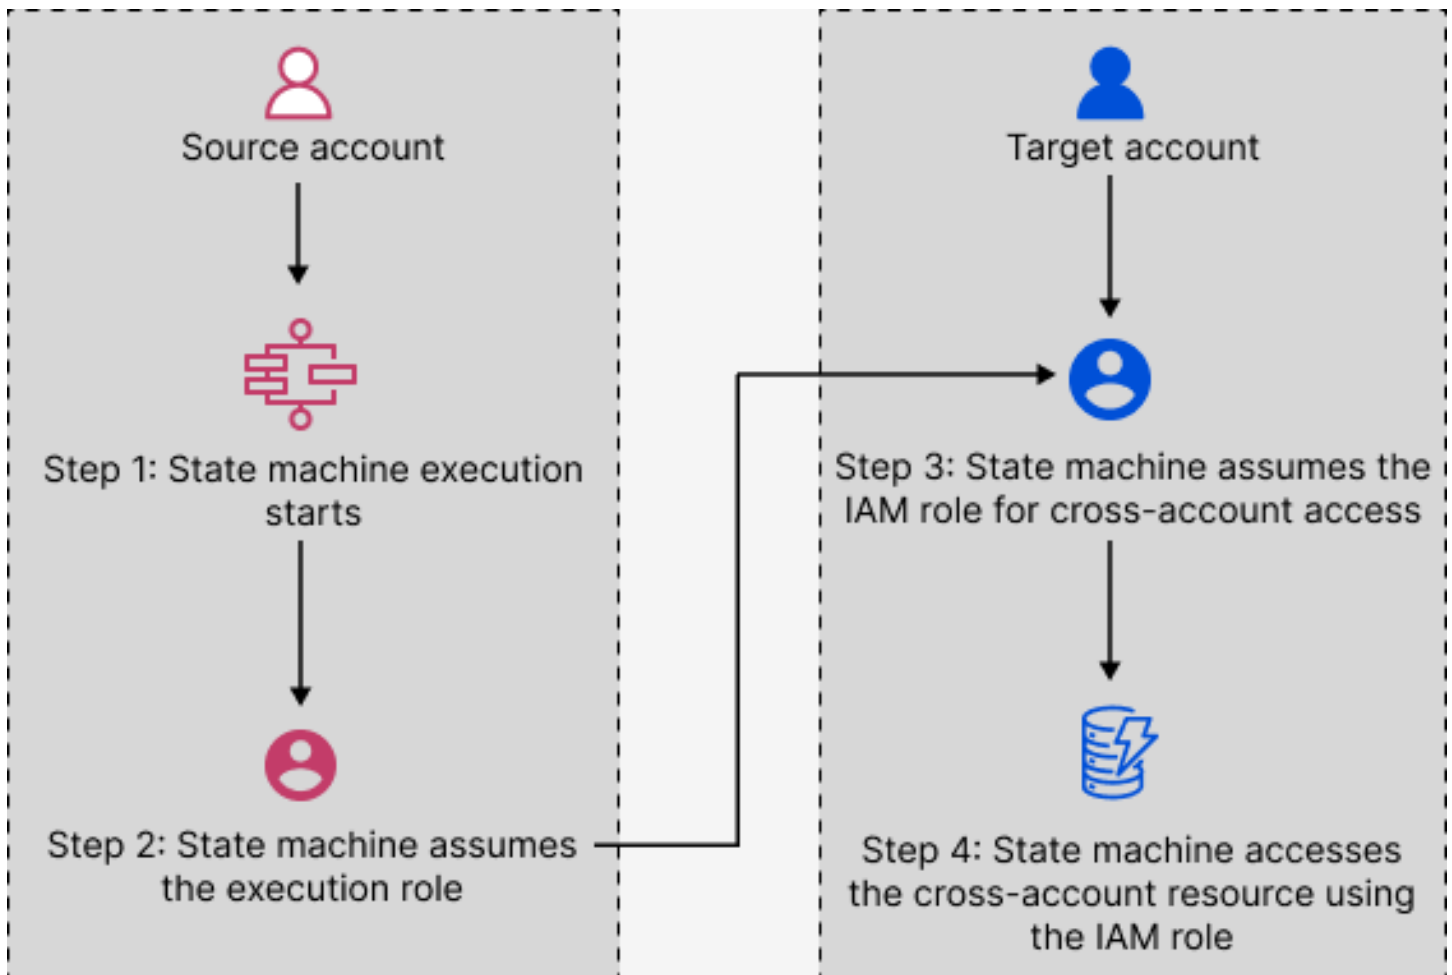 Source account
Step 1: State machine execution
starts
Step 2: State machine assumes
the execution role
Target account
Step 3: State machine assumes the
IAM role for cross-account access
Step 4: State machine accesses
the cross-account resource using
the IAM role